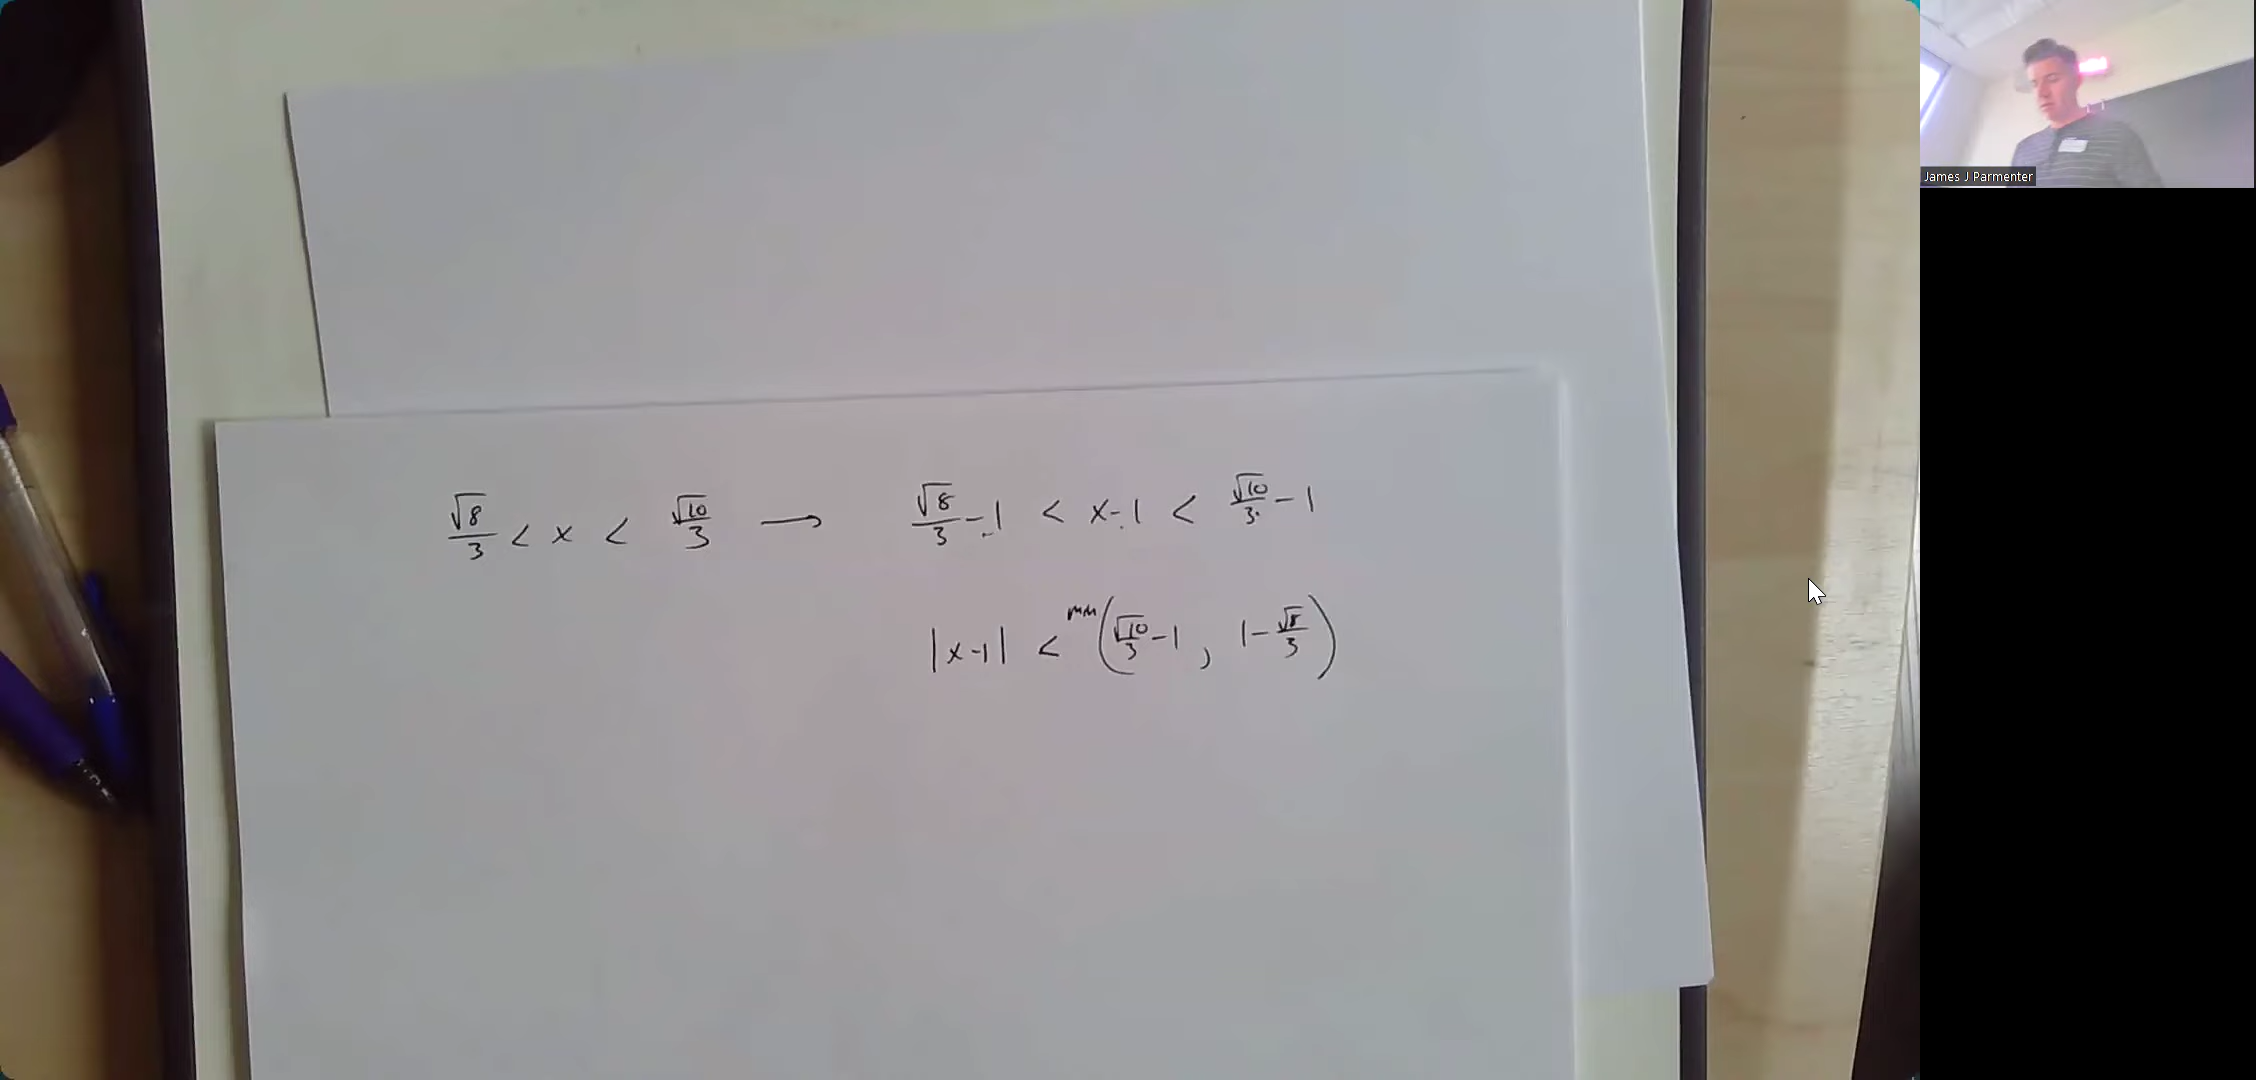 √8/3 < x < √10/3 → √8/3 - 1 < x - 1 < √10/3 - 1
|x-1| < min(√10/3 - 1, 1 - √8/3)
James J Parmenter